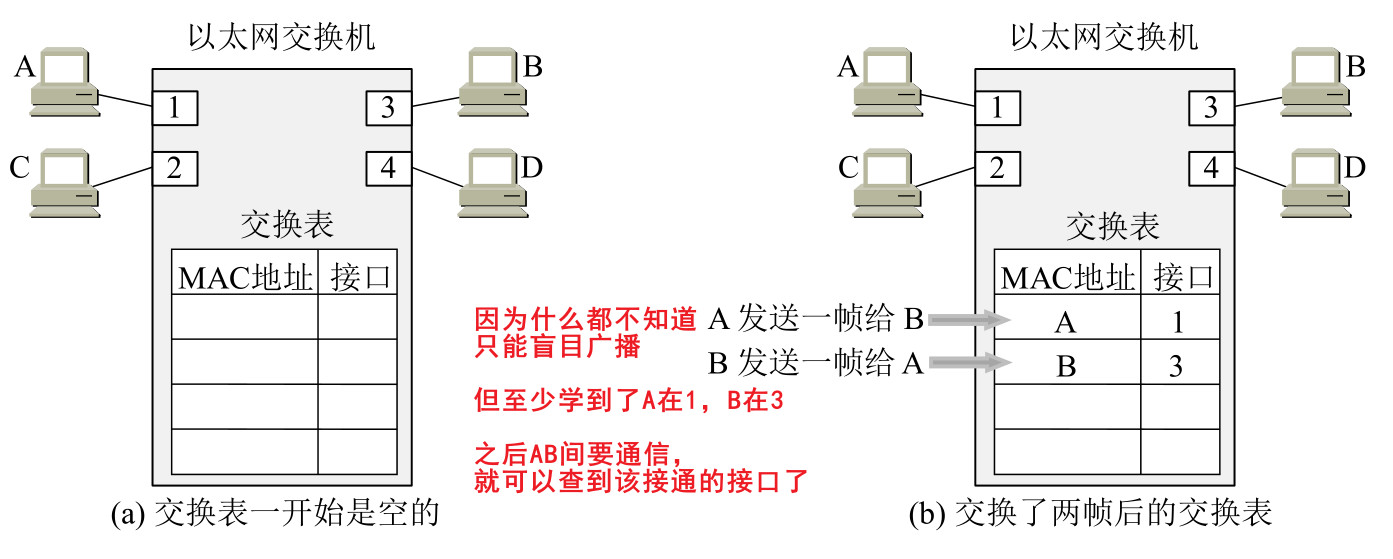 以太网交换机
A
B
1
3
C
D
2
4
交换表
MAC地址 接口
(a) 交换表一开始是空的
因为什么都不知道
只能盲目广播
但至少学到了A在1，B在3
之后AB间要通信，
就可以查到该接通的接口了
A 发送一帧给 B
B 发送一帧给 A
以太网交换机
A
B
1
3
C
D
2
4
交换表
MAC地址 接口
A 1
B 3
(b) 交换了两帧后的交换表